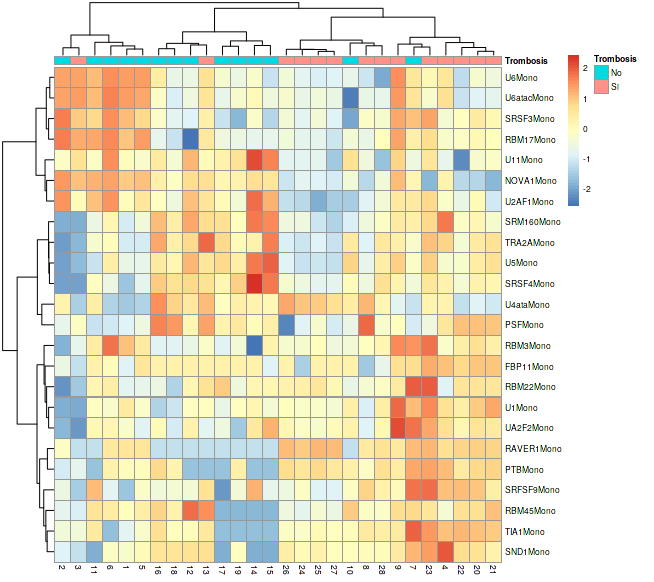 Trombosis
Trombosis
No
SI
2
1
0
-1
-2
U6Mono
U6atacMono
SRSF3Mono
RBM17Mono
U11Mono
NOVA1Mono
U2AF1Mono
SRM160Mono
TRA2AMono
U5Mono
SRSF4Mono
U4ataMono
PSFMono
RBM3Mono
FBP11Mono
RBM22Mono
U1Mono
UA2F2Mono
RAVER1Mono
PTBMono
SRFSF9Mono
RBM45Mono
TIA1Mono
SND1Mono
2 3 11 6 1 5 16 18 12 13 17 19 14 15 26 24 25 27 10 8 28 9 7 23 4 22 20 21